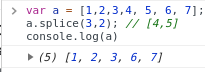 > var a = [1,2,3,4, 5, 6, 7];
a.splice(3,2); // [4,5]
console.log(a)
▶ (5) [1, 2, 3, 6, 7]